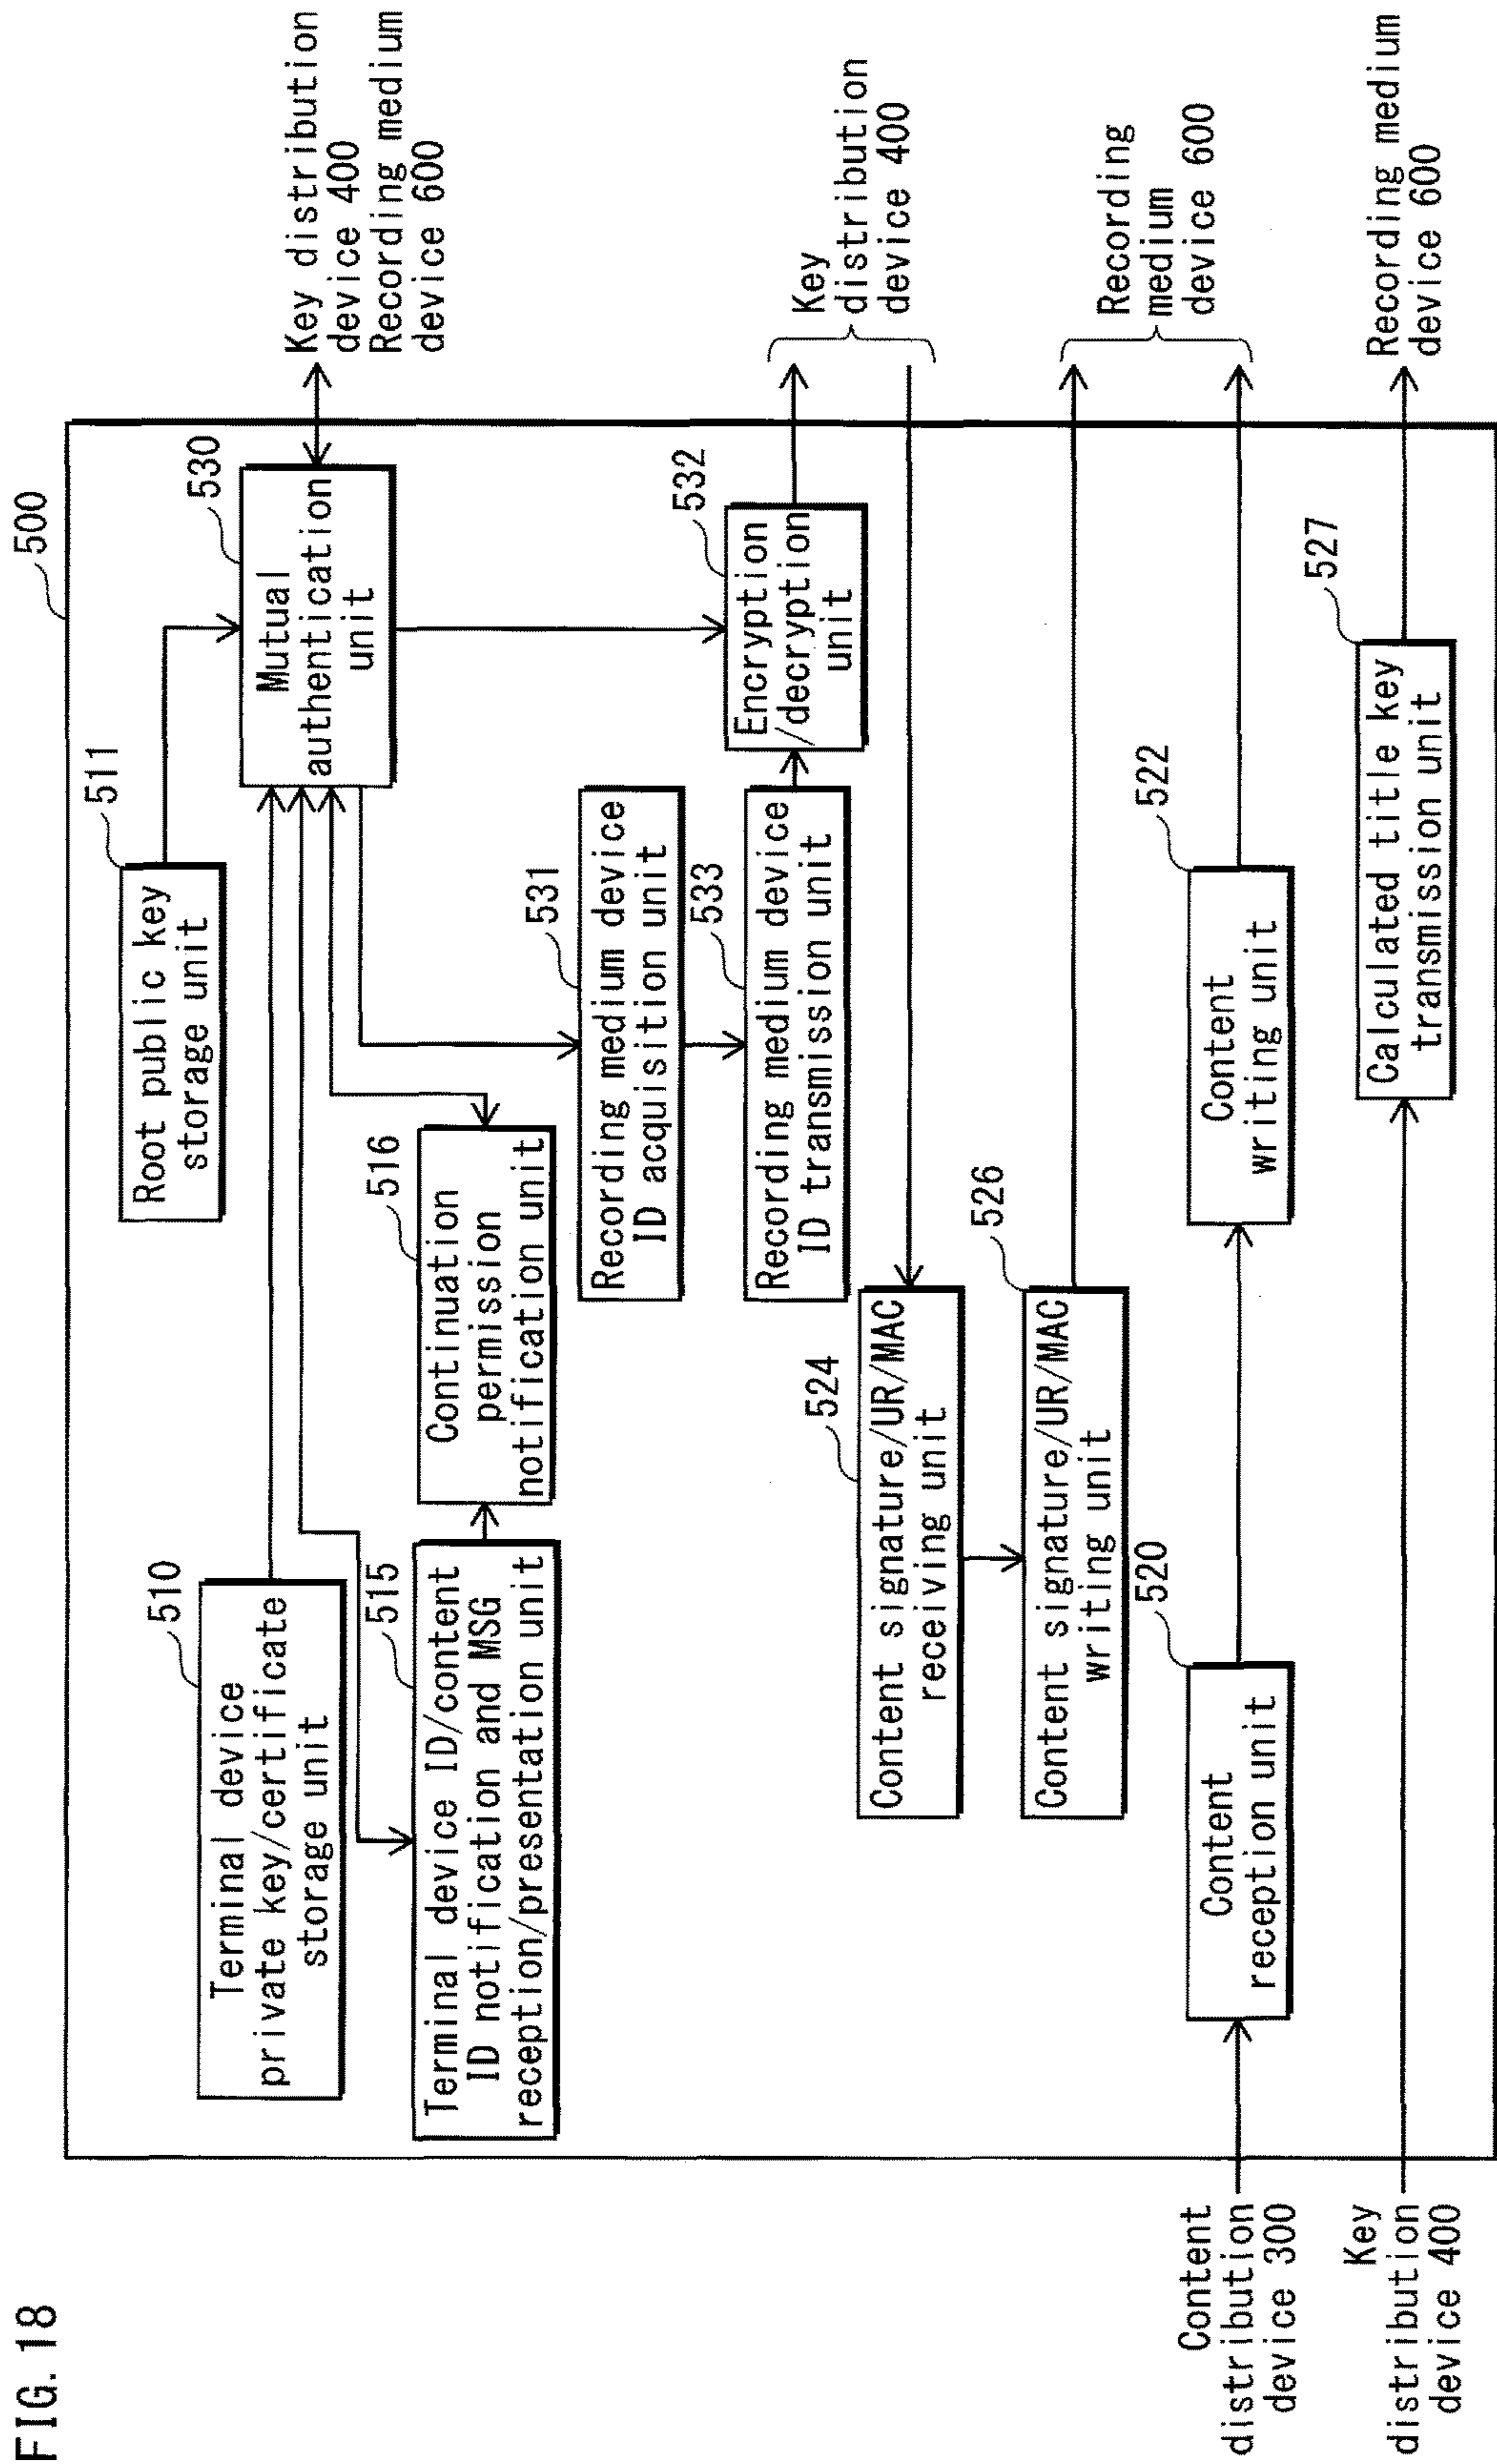 FIG. 18
500
511
Root public key
storage unit
530
Mutual
authentication
unit
Key distribution
device 400
Recording medium
device 600
510
Terminal device
private key/certificate
storage unit
515
Terminal device ID/content
ID notification and MSG
reception/presentation unit
516
Continuation
permission
notification unit
531
Recording medium device
ID acquisition unit
533
Recording medium device
ID transmission unit
532
Encryption
/decryption
unit
Key
distribution
device 400
524
Content signature/UR/MAC
receiving unit
526
Content signature/UR/MAC
writing unit
Recording
medium
device 600
Content
distribution
device 300
520
Content
reception unit
522
Content
writing unit
Key
distribution
device 400
527
Calculated title key
transmission unit
Recording medium
device 600